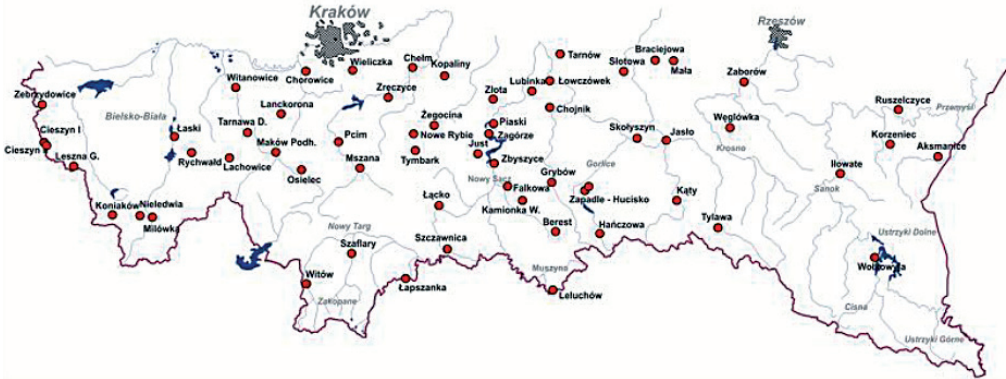 Kraków
Rzeszów
Tarnów
Braciejowa
Słotowa
Mała
Wieliczka
Chełm
Kopaliny
Chorowice
Witanowice
Lubinka
Łowczówek
Zaborów
Zebrzydowice
Zręczyce
Złota
Chojnik
Ruszelczyce
Przemyśl
Lanckorona
Bielsko-Biała
Żegocina
Piaski
Węglówka
Cieszyn I
Łaski
Tarnawa D.
Pcim
Nowe Rybie
Zagórze
Skołyszyn
Jasło
Korzeniec
Cieszyn II
Maków Podh.
Just
Krosno
Aksmanice
Leszna G.
Rychwałd
Lachowice
Mszana
Tymbark
Zbyszyce
Gorlice
Osielec
Grybów
Iłowate
Nowy Sącz
Falkowa
Sanok
Kąty
Zapadle - Hucisko
Łącko
Kamionka W.
Koniaków
Nieledwia
Milówka
Nowy Targ
Berest
Hańczowa
Tylawa
Ustrzyki Dolne
Szaflary
Szczawnica
Wołkowyja
Muszyna
Witów
Łapszanka
Leluchów
Zakopane
Cisna
Ustrzyki Górne